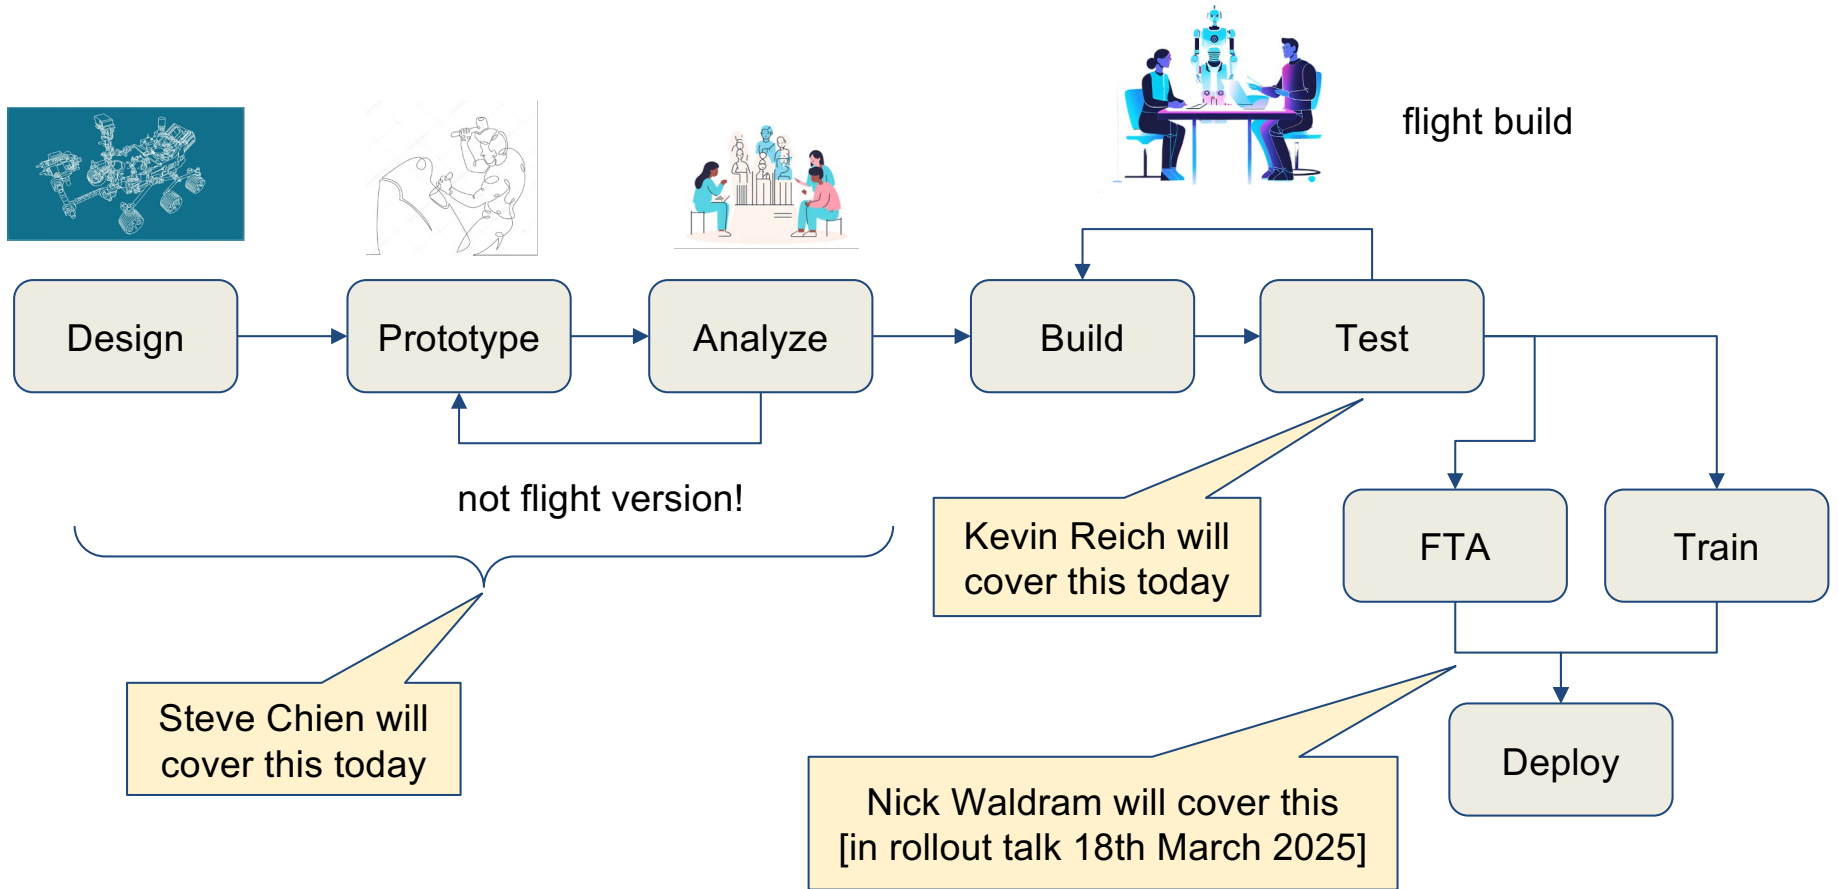 flight build
Design
Prototype
Analyze
Build
Test
not flight version!
Kevin Reich will
cover this today
FTA
Train
Steve Chien will
cover this today
Nick Waldram will cover this
[in rollout talk 18th March 2025]
Deploy